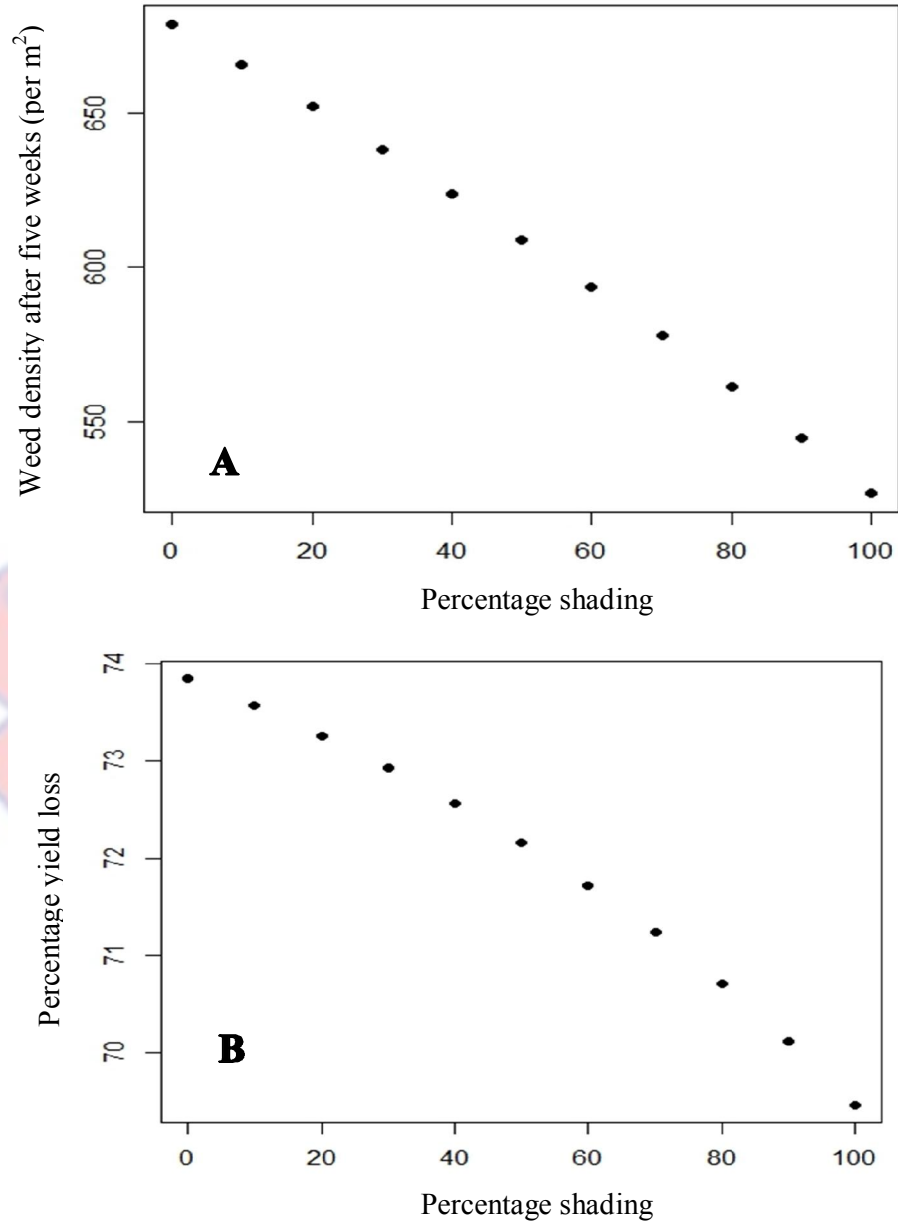 Weed density after five weeks (per m²)
650
600
550
A
0 20 40 60 80 100
Percentage shading
Percentage yield loss
74
73
72
71
70
B
0 20 40 60 80 100
Percentage shading